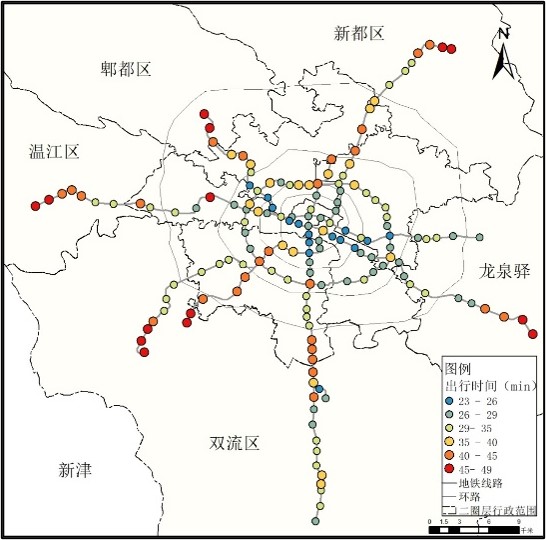 新都区
N
郫都区
温江区
龙泉驿
双流区
新津
图例
出行时间（min）
23 - 26
26 - 29
29- 35
35 - 40
40 - 45
45- 49
地铁线路
环路
二圈层行政范围
0 1.5 3 6 9
千米